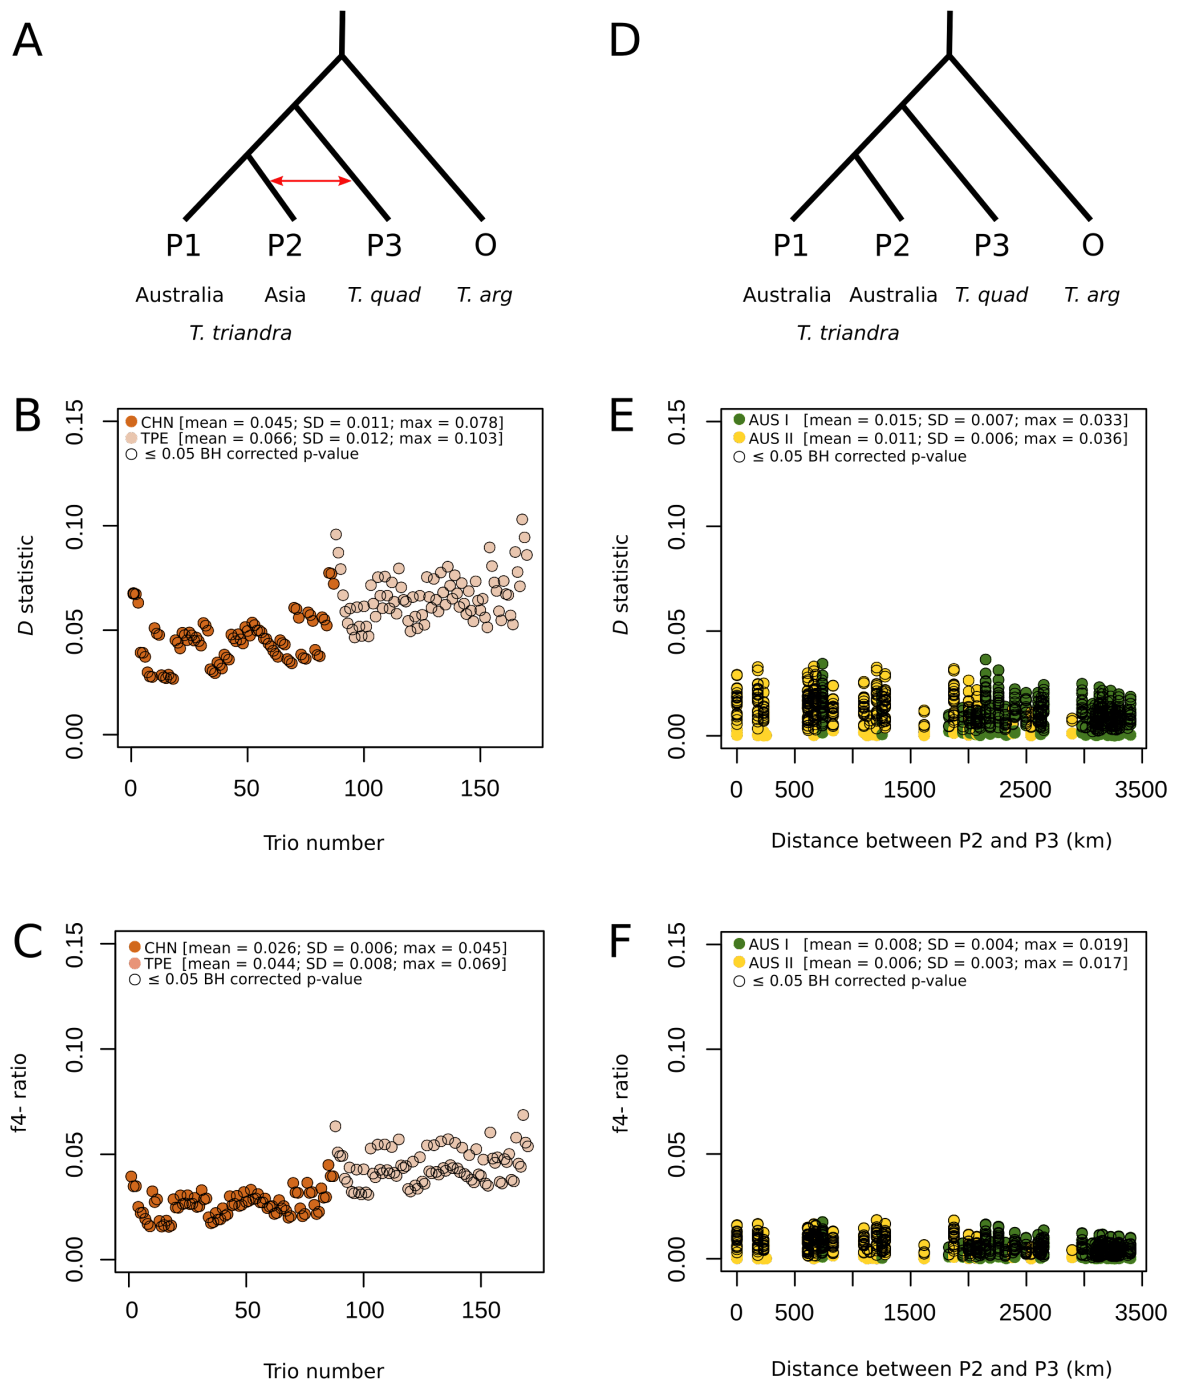 A
P1 P2 P3 O
Australia Asia T. quad T. arg
T. triandra
D
P1 P2 P3 O
Australia Australia T. quad T. arg
T. triandra
B
CHN [mean = 0.045; SD = 0.011; max = 0.078]
TPE [mean = 0.066; SD = 0.012; max = 0.103]
≤ 0.05 BH corrected p-value
D statistic
0.15
0.10
0.05
0.00
0 50 100 150
Trio number
E
AUS I [mean = 0.015; SD = 0.007; max = 0.033]
AUS II [mean = 0.011; SD = 0.006; max = 0.036]
≤ 0.05 BH corrected p-value
D statistic
0.15
0.10
0.05
0.00
0 500 1500 2500 3500
Distance between P2 and P3 (km)
C
CHN [mean = 0.026; SD = 0.006; max = 0.045]
TPE [mean = 0.044; SD = 0.008; max = 0.069]
≤ 0.05 BH corrected p-value
f4- ratio
0.15
0.10
0.05
0.00
0 50 100 150
Trio number
F
AUS I [mean = 0.008; SD = 0.004; max = 0.019]
AUS II [mean = 0.006; SD = 0.003; max = 0.017]
≤ 0.05 BH corrected p-value
f4- ratio
0.15
0.10
0.05
0.00
0 500 1500 2500 3500
Distance between P2 and P3 (km)